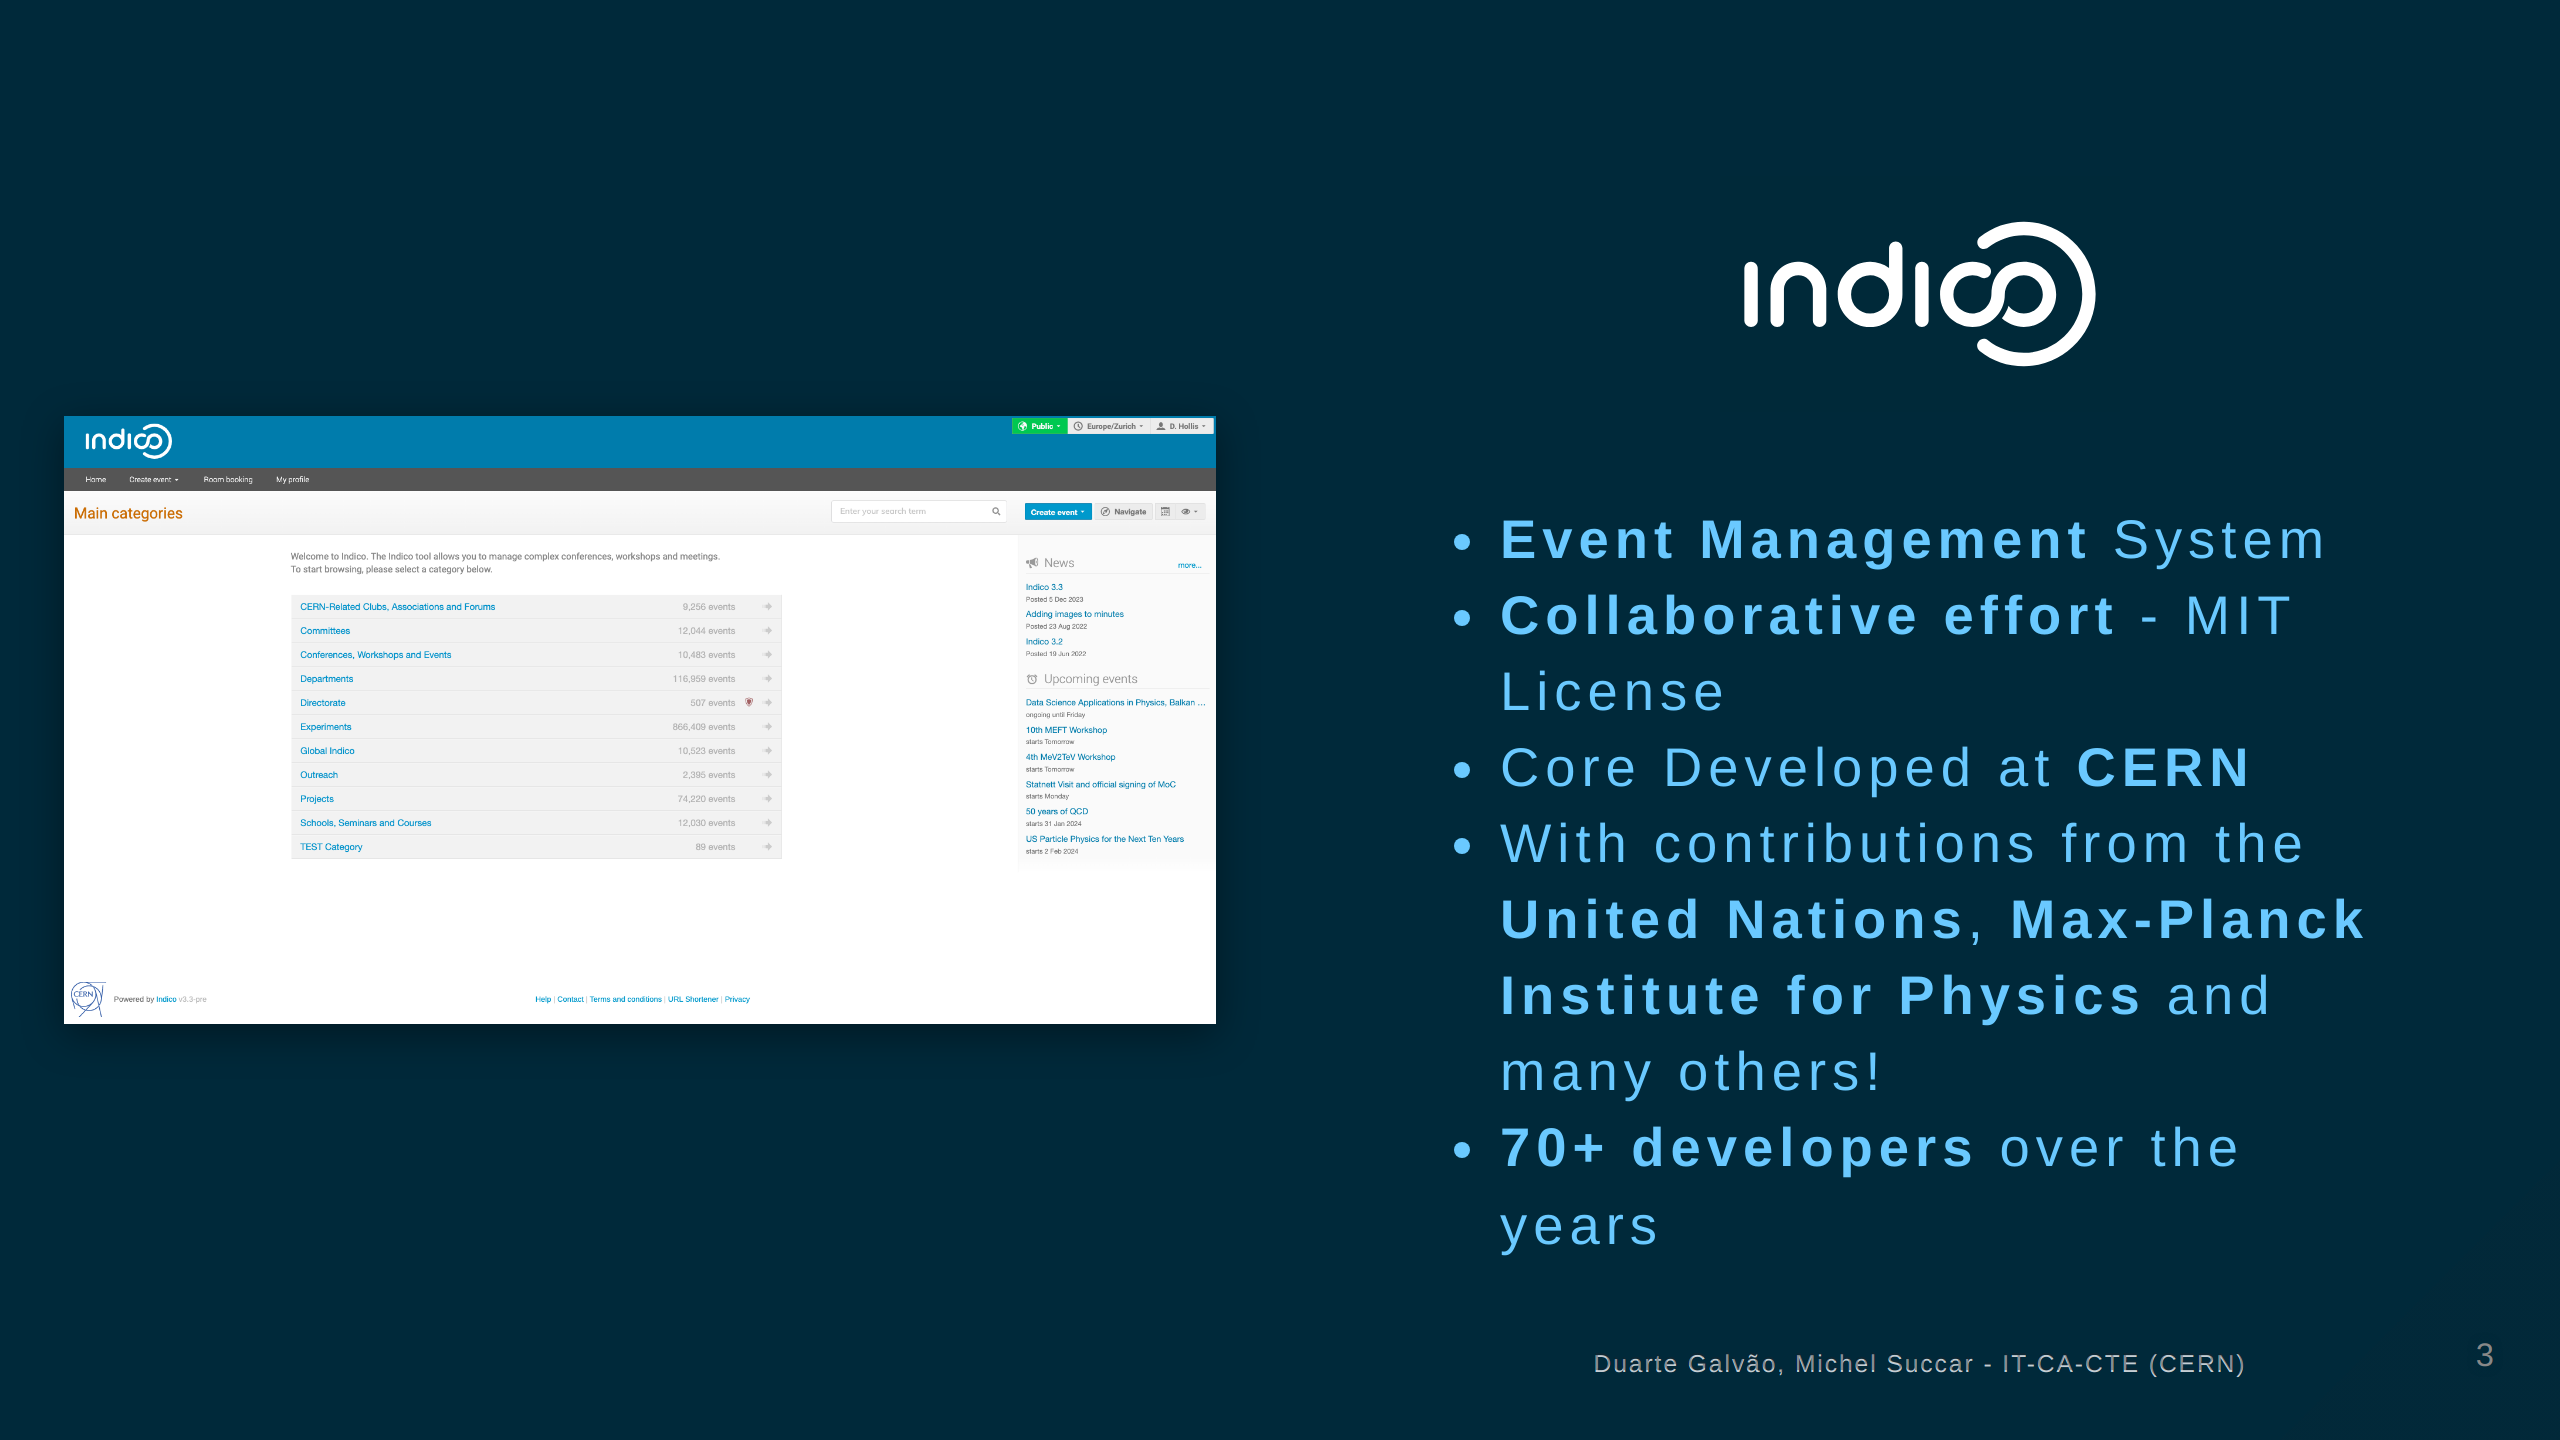 indico
Public
Europe/Zurich
D. Hollis
Home
Create event
Room booking
My profile
Main categories
Enter your search term
Create event
Navigate
Welcome to Indico. The Indico tool allows you to manage complex conferences, workshops and meetings.
To start browsing, please select a category below.
CERN-Related Clubs, Associations and Forums 9,256 events
Committees 12,044 events
Conferences, Workshops and Events 10,483 events
Departments 116,959 events
Directorate 507 events
Experiments 866,409 events
Global Indico 10,523 events
Outreach 2,395 events
Projects 74,220 events
Schools, Seminars and Courses 12,030 events
TEST Category 89 events
News
more...
Indico 3.3
Posted 5 Dec 2023
Adding images to minutes
Posted 23 Aug 2022
Indico 3.2
Posted 19 Jun 2022
Upcoming events
Data Science Applications in Physics, Balkan ...
ongoing until Friday
10th MEFT Workshop
starts Tomorrow
4th MeV2TeV Workshop
starts Tomorrow
Statnett Visit and official signing of MoC
starts Monday
50 years of QCD
starts 31 Jan 2024
US Particle Physics for the Next Ten Years
starts 2 Feb 2024
CERN
Powered by Indico v3.3-pre
Help | Contact | Terms and conditions | URL Shortener | Privacy
indico
• Event Management System
• Collaborative effort - MIT
License
• Core Developed at CERN
• With contributions from the
United Nations, Max-Planck
Institute for Physics and
many others!
• 70+ developers over the
years
Duarte Galvão, Michel Succar - IT-CA-CTE (CERN)
3